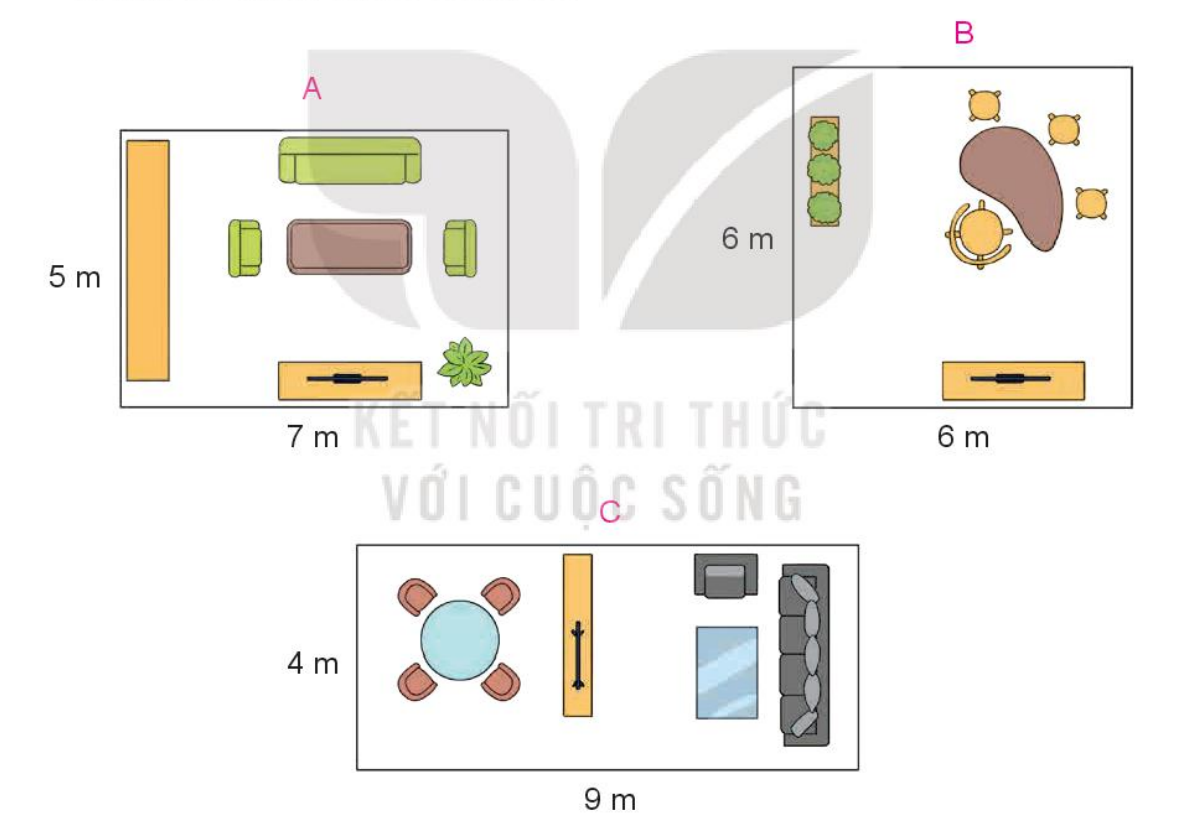 A
B
5 m
6 m
7 m
6 m
KẾT NỐI TRI THỨC
VỚI CUỘC SỐNG
C
4 m
9 m